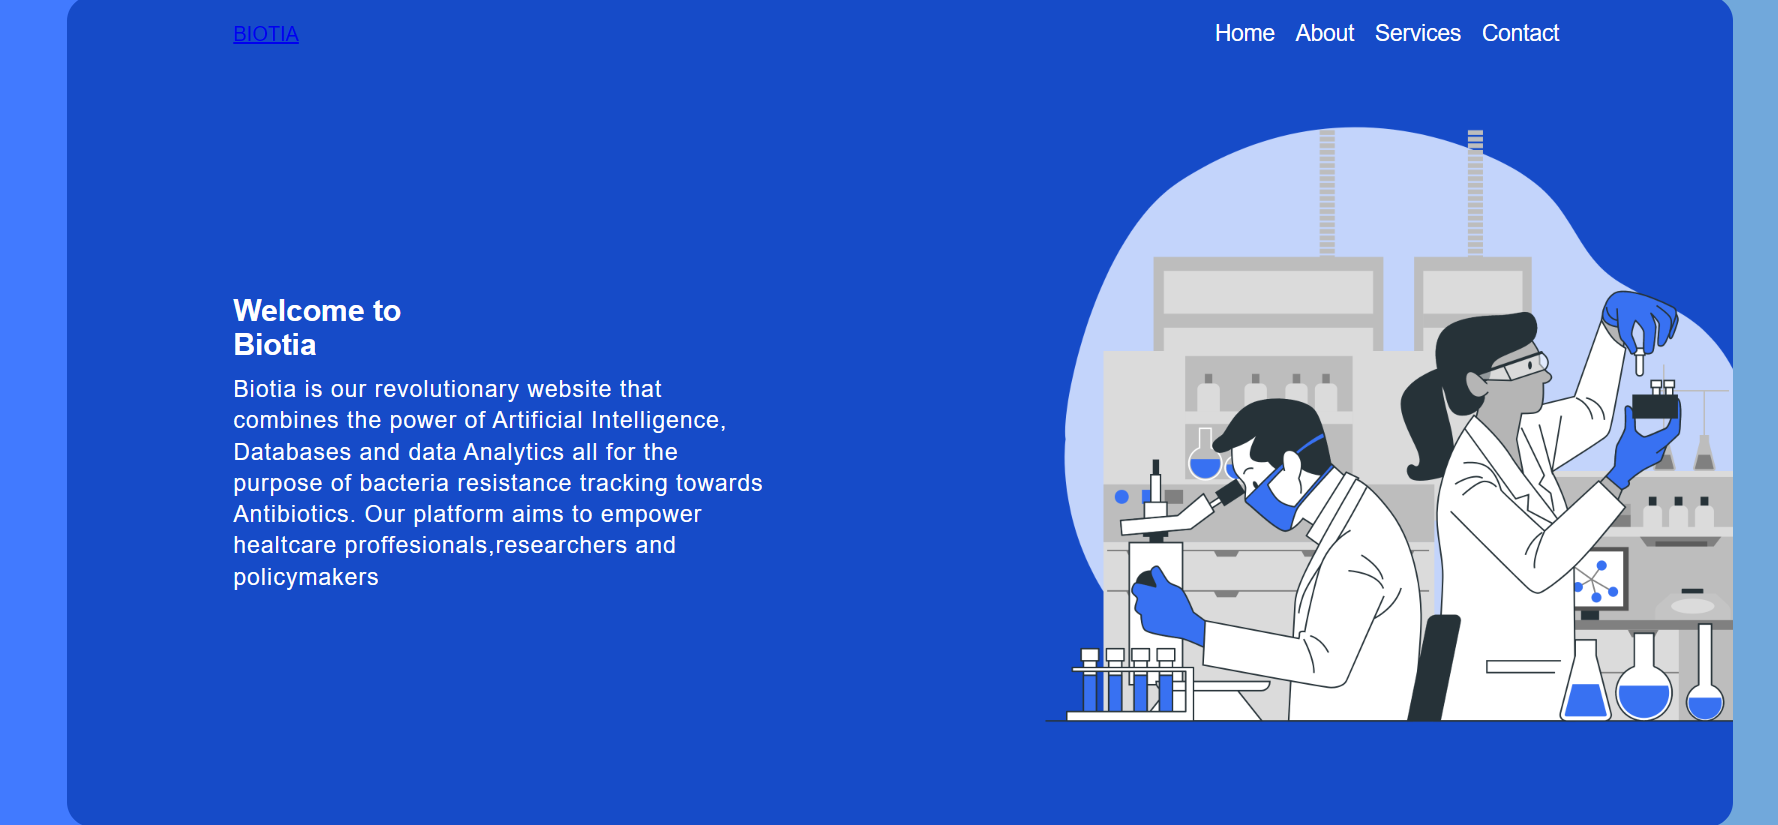 BIOTIA
Home About Services Contact
Welcome to
Biotia
Biotia is our revolutionary website that
combines the power of Artificial Intelligence,
Databases and data Analytics all for the
purpose of bacteria resistance tracking towards
Antibiotics. Our platform aims to empower
healtcare proffesionals,researchers and
policymakers